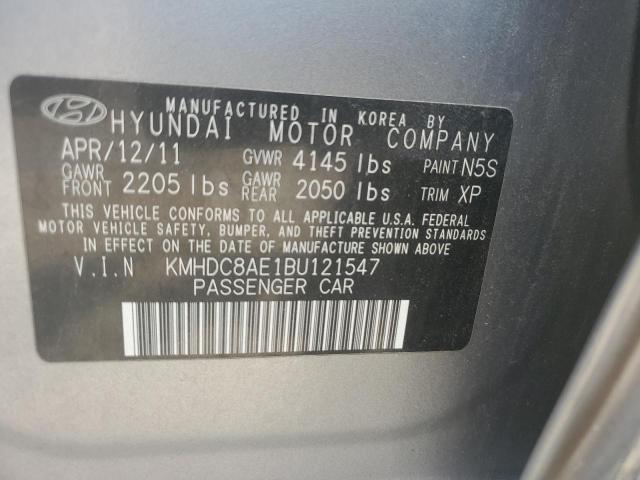 MANUFACTURED IN KOREA BY
HYUNDAI MOTOR COMPANY
APR/12/11 GVWR 4145 lbs PAINT N5S
GAWR FRONT 2205 lbs GAWR REAR 2050 lbs TRIM XP
THIS VEHICLE CONFORMS TO ALL APPLICABLE U.S.A. FEDERAL
MOTOR VEHICLE SAFETY, BUMPER, AND THEFT PREVENTION STANDARDS
IN EFFECT ON THE DATE OF MANUFACTURE SHOWN ABOVE
V.I.N KMHDC8AE1BU121547
PASSENGER CAR